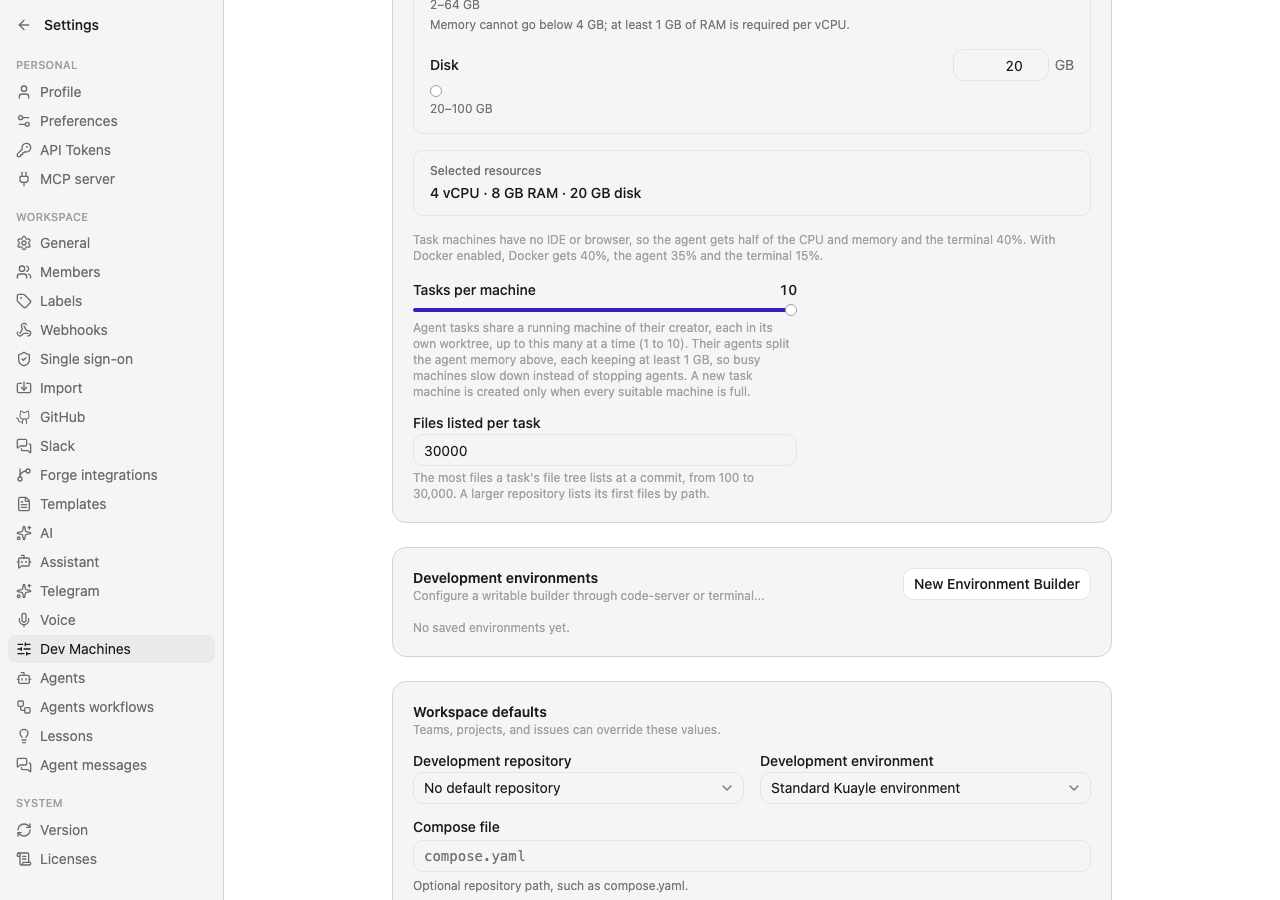 Settings
PERSONAL
Profile
Preferences
API Tokens
MCP server
WORKSPACE
General
Members
Labels
Webhooks
Single sign-on
Import
GitHub
Slack
Forge integrations
Templates
AI
Assistant
Telegram
Voice
Dev Machines
Agents
Agents workflows
Lessons
Agent messages
SYSTEM
Version
Licenses
2–64 GB
Memory cannot go below 4 GB; at least 1 GB of RAM is required per vCPU.
Disk
20 GB
20–100 GB
Selected resources
4 vCPU · 8 GB RAM · 20 GB disk
Task machines have no IDE or browser, so the agent gets half of the CPU and memory and the terminal 40%. With
Docker enabled, Docker gets 40%, the agent 35% and the terminal 15%.
Tasks per machine 10
Agent tasks share a running machine of their creator, each in its
own worktree, up to this many at a time (1 to 10). Their agents split
the agent memory above, each keeping at least 1 GB, so busy
machines slow down instead of stopping agents. A new task
machine is created only when every suitable machine is full.
Files listed per task
30000
The most files a task's file tree lists at a commit, from 100 to
30,000. A larger repository lists its first files by path.
Development environments
Configure a writable builder through code-server or terminal...
New Environment Builder
No saved environments yet.
Workspace defaults
Teams, projects, and issues can override these values.
Development repository
No default repository
Development environment
Standard Kuayle environment
Compose file
compose.yaml
Optional repository path, such as compose.yaml.